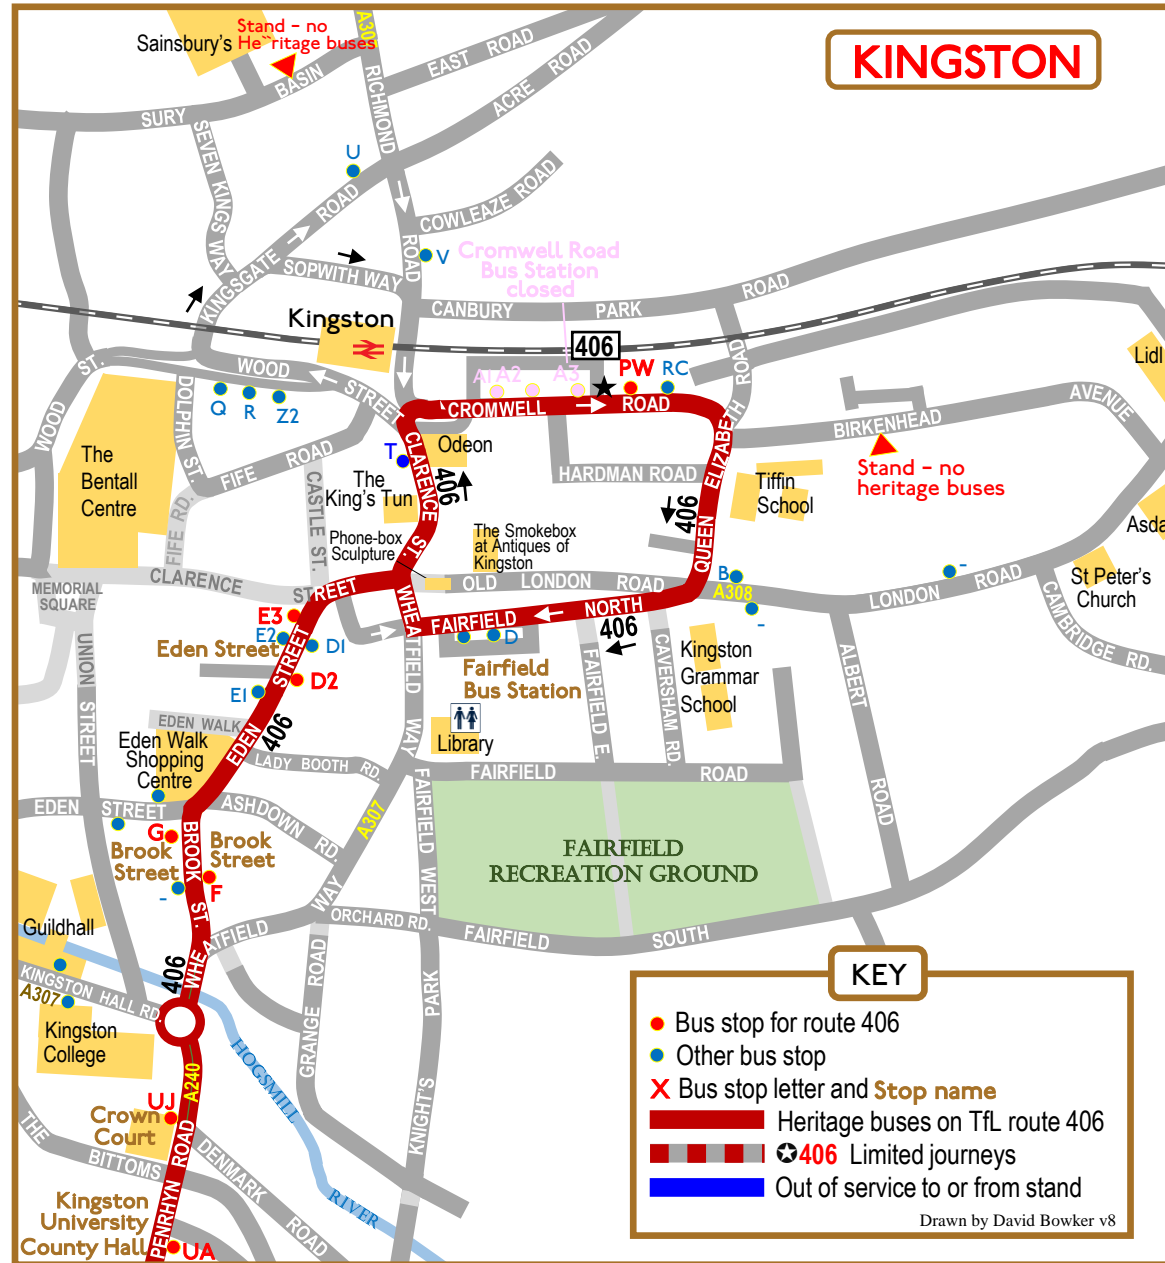 KINGSTON
Stand - no
He˜ritage buses
Sainsbury's
A30
BASIN
SURY
EAST ROAD
ACRE ROAD
RICHMOND
ROAD
SEVEN KINGS WAY
U
KINGSGATE
ROAD
COWLEAZE ROAD
V
SOPWITH WAY
Cromwell Road
Bus Station
closed
CANBURY
PARK
ROAD
Kingston
406
WOOD
STREET
WOOD
ST.
DOLPHIN ST.
Q
R
Z2
A1
A2
A3
PW
RC
CROMWELL
ROAD
ELIZABETH
ROAD
QUEEN
Lidl
AVENUE
BIRKENHEAD
Stand - no
heritage buses
The
Bentall
Centre
FIFE
ROAD
FIFE RD.
CASTLE ST.
T
Odeon
CLARENCE
ST.
406
The
King's Tun
HARDMAN ROAD
Tiffin
School
406
Phone-box
Sculpture
The Smokebox
at Antiques of
Kingston
Asda
St Peter's
Church
MEMORIAL
SQUARE
CLARENCE
STREET
OLD
LONDON
ROAD
B
A308
-
LONDON
ROAD
CAMBRIDGE RD.
E3
E2
Eden Street
D1
D2
E1
WHEATFIELD
WAY
FAIRFIELD
NORTH
406
D
Fairfield
Bus Station
-
Kingston
Grammar
School
FAIRFIELD E.
CAVERSHAM RD.
ALBERT
ROAD
UNION
STREET
EDEN
STREET
406
EDEN WALK
Eden Walk
Shopping
Centre
LADY BOOTH RD.
Library
FAIRFIELD
ROAD
EDEN
STREET
ASHDOWN
RD.
A307
FAIRFIELD
WEST
G
Brook
Street
Brook
Street
BROOK
ST.
F
-
FAIRFIELD
RECREATION GROUND
Guildhall
WHEATFIELD
WAY
ORCHARD RD.
FAIRFIELD
SOUTH
406
KINGSTON HALL RD.
A307
Kingston
College
GRANGE
ROAD
KNIGHT'S
PARK
HOGSMILL
RIVER
A240
UJ
Crown
Court
THE
BITTOMS
PENRHYN
ROAD
DENMARK
ROAD
Kingston
University
County Hall
UA
KEY
Bus stop for route 406
Other bus stop
X Bus stop letter and Stop name
Heritage buses on TfL route 406
406 Limited journeys
Out of service to or from stand
Drawn by David Bowker v8